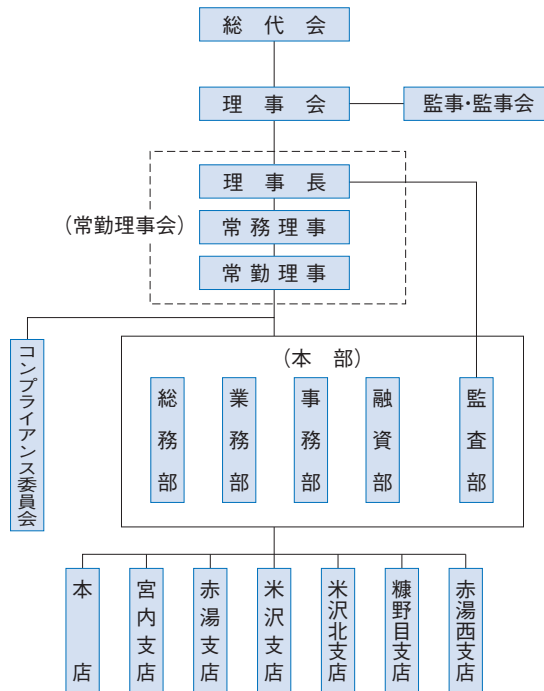 総代会
理事会
監事・監事会
理事長
(常勤理事会)
常務理事
常勤理事
コンプライアンス委員会
(本 部)
総務部
業務部
事務部
融資部
監査部
本店
宮内支店
赤湯支店
米沢支店
米沢北支店
糠野目支店
赤湯西支店